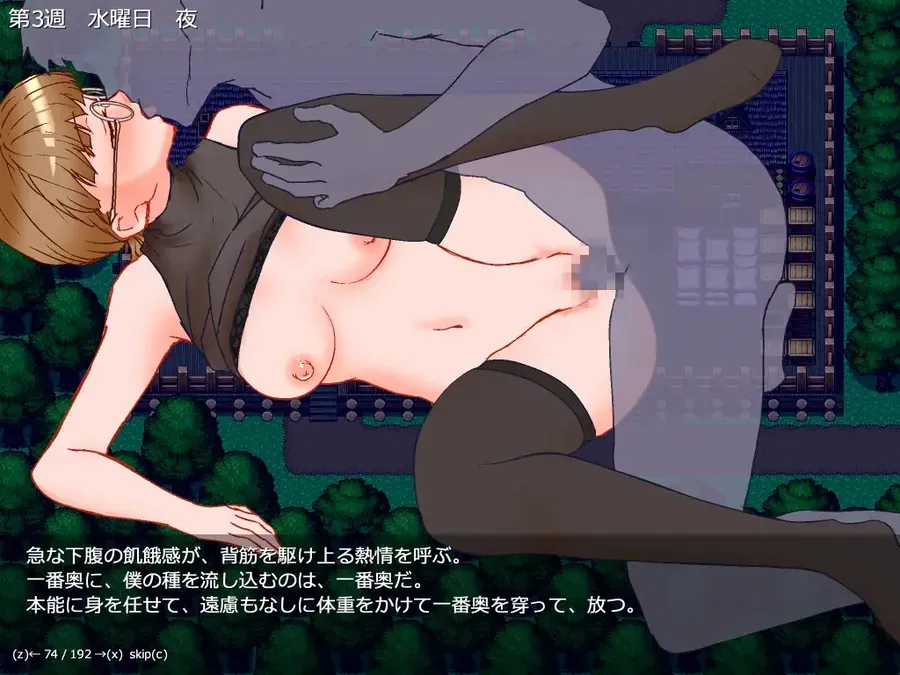 第3週　水曜日　夜
急な下腹の飢餓感が、背筋を駆け上る熱情を呼ぶ。
一番奥に、僕の種を流し込むのは、一番奥だ。
本能に身を任せて、遠慮もなしに体重をかけて一番奥を穿って、放つ。
(z)← 74 / 192 →(x)  skip(c)